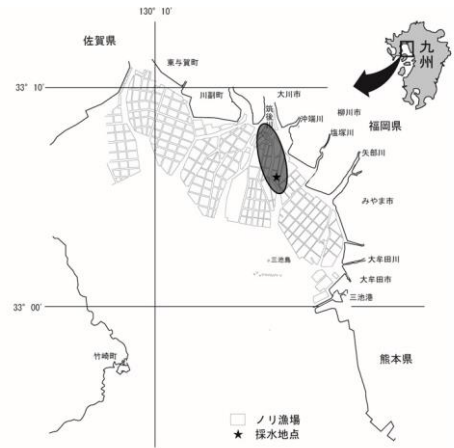 130° 10′
佐賀県
九州
東与賀町
33° 10′
川副町
大川市
筑後川
沖端川
柳川市
塩塚川
福岡県
矢部川
みやま市
三池島
大牟田川
大牟田市
三池港
33° 00′
竹崎町
熊本県
ノリ漁場
★ 採水地点